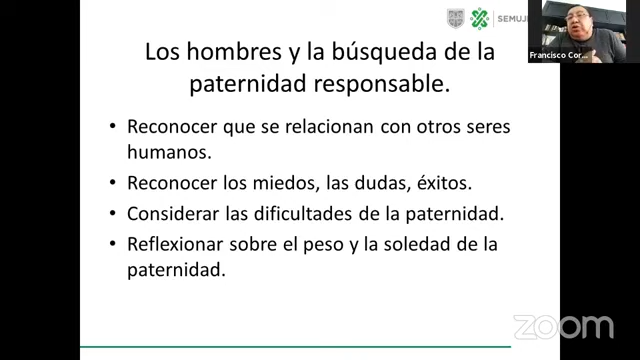 SEMUJE
Francisco Cor...
Los hombres y la búsqueda de la
paternidad responsable.
• Reconocer que se relacionan con otros seres
humanos.
• Reconocer los miedos, las dudas, éxitos.
• Considerar las dificultades de la paternidad.
• Reflexionar sobre el peso y la soledad de la
paternidad.
zoom